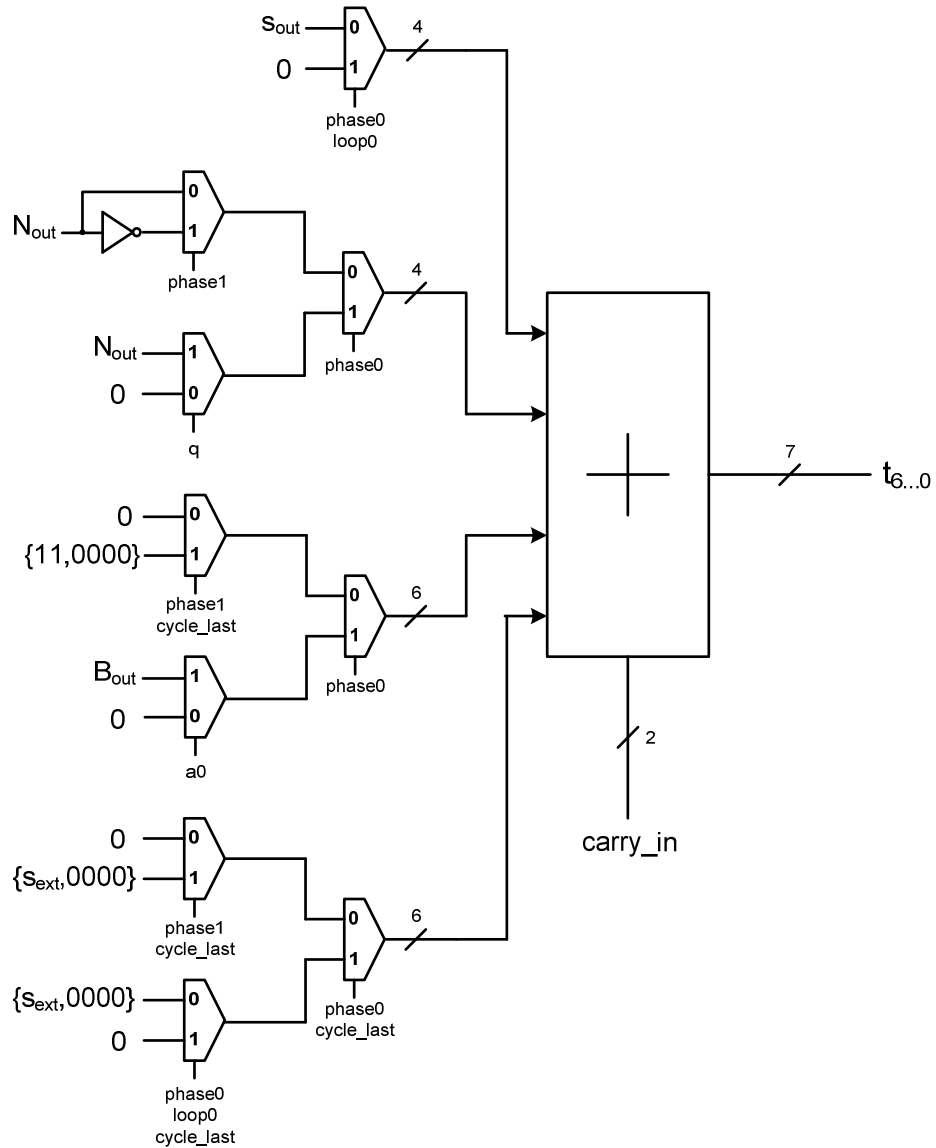 s_out
0
4
0
1
phase0
loop0
N_out
0
1
phase1
N_out
0
1
0
q
0
1
4
phase0
0
{11,0000}
0
1
phase1
cycle_last
B_out
0
1
0
a0
0
1
6
phase0
0
{s_ext,0000}
0
1
phase1
cycle_last
{s_ext,0000}
0
0
1
phase0
loop0
cycle_last
0
1
6
phase0
cycle_last
+
7
t_6...0
2
carry_in